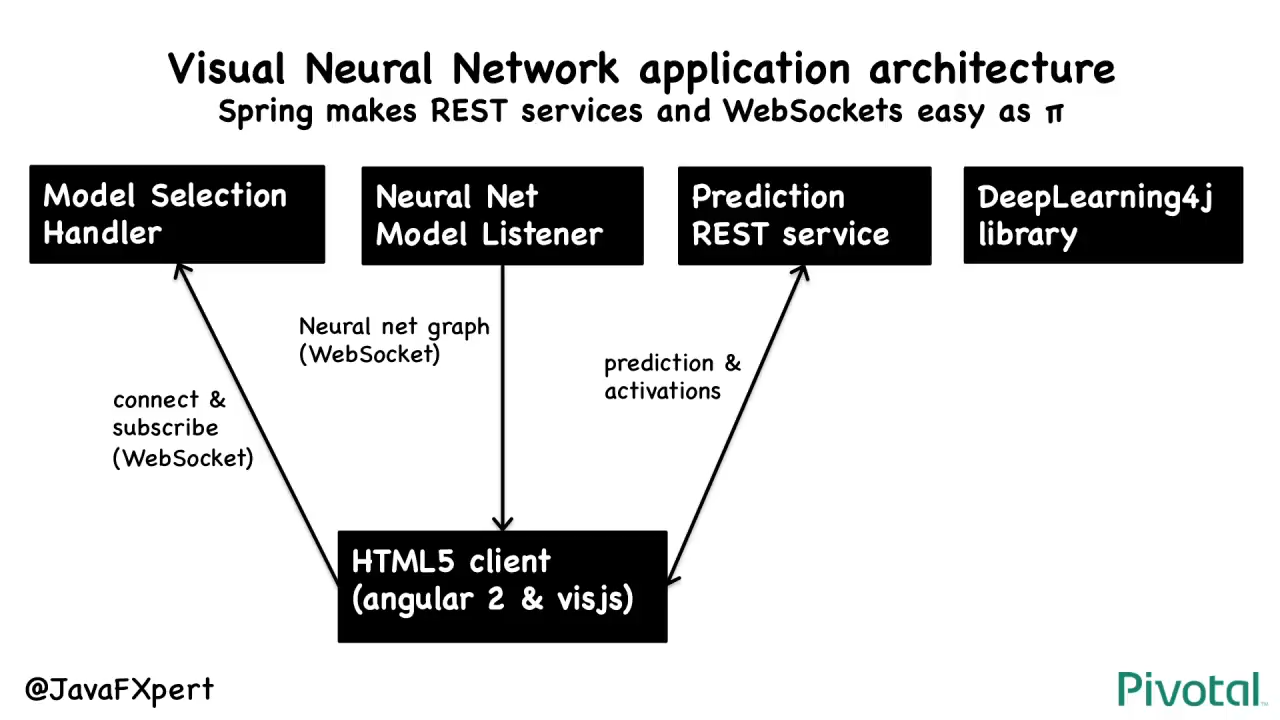 Visual Neural Network application architecture
Spring makes REST services and WebSockets easy as π
Model Selection
Handler
Neural Net
Model Listener
Prediction
REST service
DeepLearning4j
library
Neural net graph
(WebSocket)
prediction &
activations
connect &
subscribe
(WebSocket)
HTML5 client
(angular 2 & visjs)
@JavaFXpert
Pivotal™